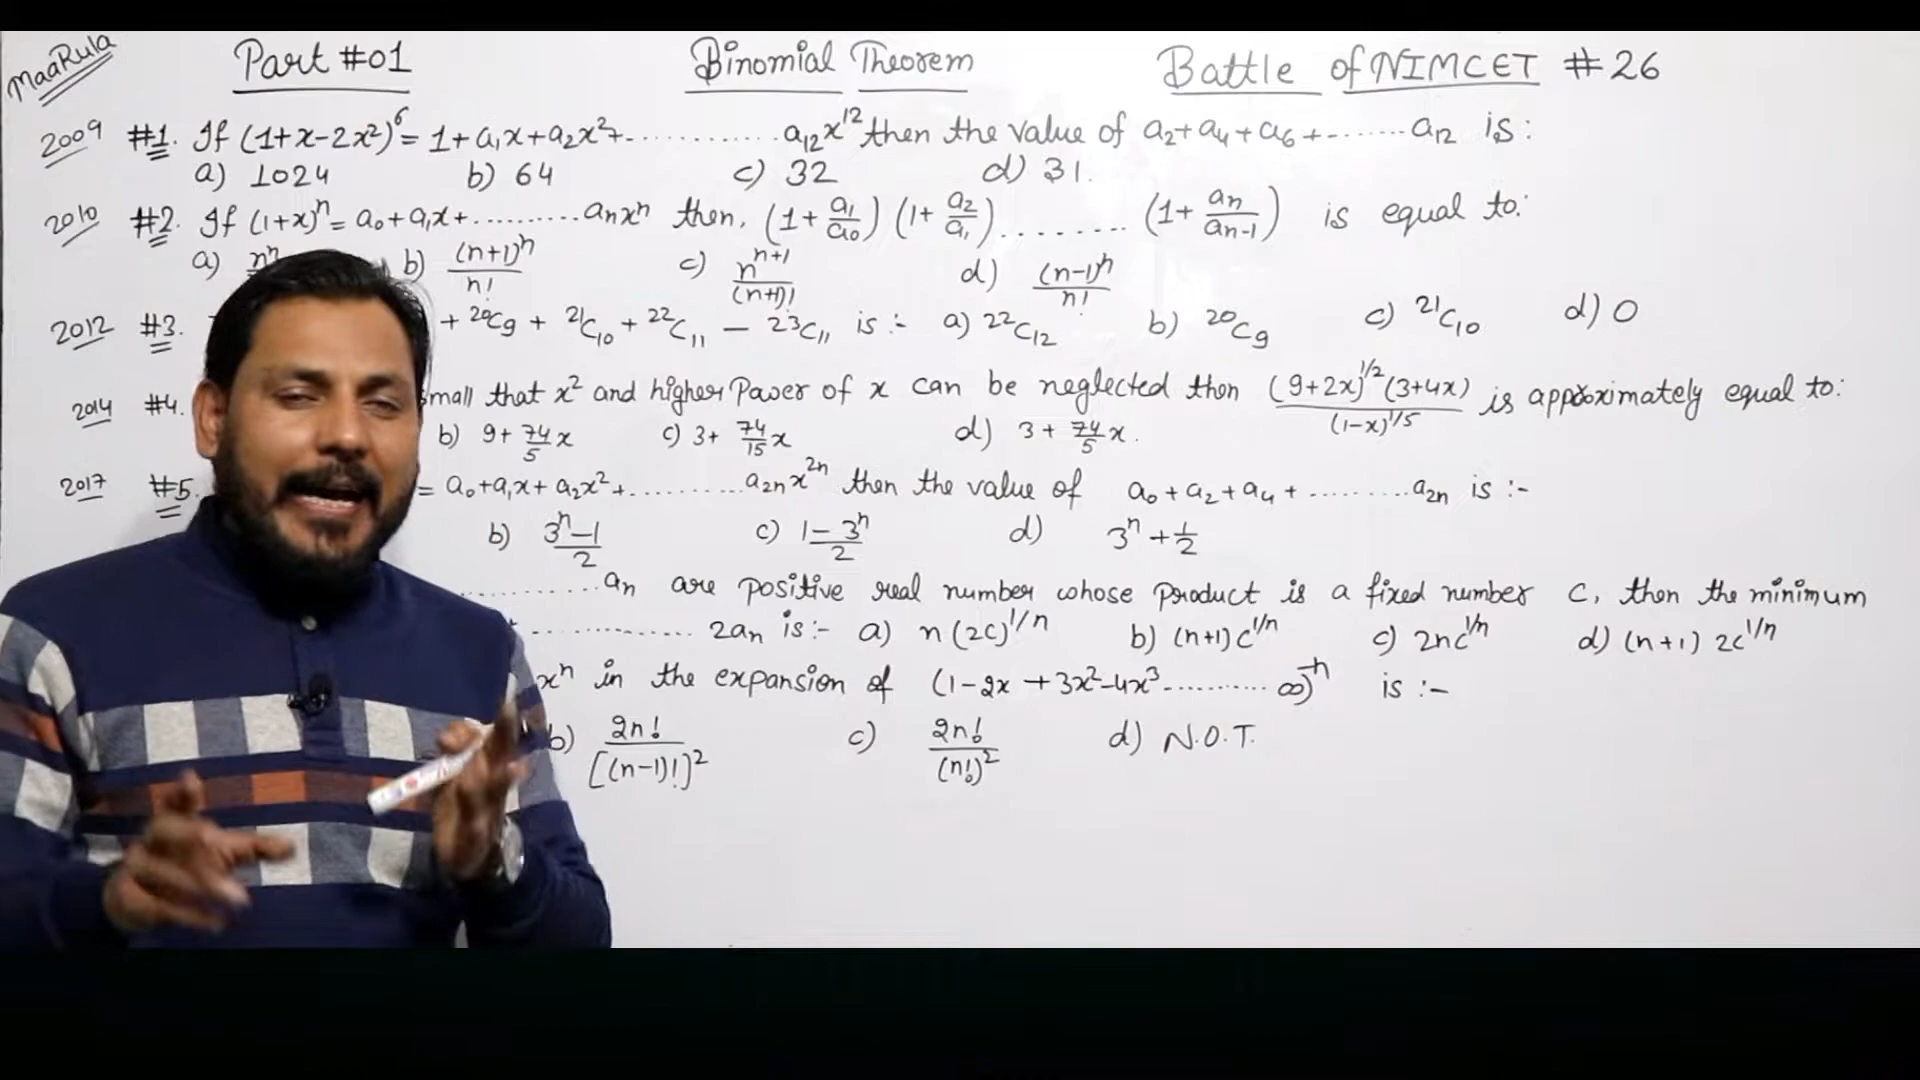 MaaRula Part #01 Binomial Theorem Battle of NIMCET #26
2009 #1. If (1+x-2x²)⁶ = 1+a₁x+a₂x²+............ a₁₂x¹² then the value of a₂+a₄+a₆+.......a₁₂ is:
a) 1024 b) 64 c) 32 d) 31.
2010 #2. If (1+x)ⁿ = a₀+a₁x+..........aₙxⁿ then, (1+a₁/a₀)(1+a₂/a₁)........ (1+aₙ/aₙ₋₁) is equal to:
a) nⁿ b) (n+1)ⁿ/n! c) nⁿ⁺¹/(n+1)! d) (n-1)ⁿ/n!
2012 #3. + ²⁰C₉ + ²¹C₁₀ + ²²C₁₁ - ²³C₁₁ is :- a) ²²C₁₂ b) ²⁰C₉ c) ²¹C₁₀ d) 0
2014 #4. small that x² and higher Power of x can be neglected then (9+2x)^1/2 (3+4x)/(1-x)^1/5 is approximately equal to:
b) 9+74/5 x c) 3+74/15 x d) 3+74/5 x.
2017 #5. = a₀+a₁x+a₂x²+..........a₂ₙx²ⁿ then the value of a₀+a₂+a₄+.........a₂ₙ is :-
b) 3ⁿ-1/2 c) 1-3ⁿ/2 d) 3ⁿ+1/2
..........aₙ are positive real number whose product is a fixed number c, then the minimum
............ 2aₙ is :- a) n(2c)^1/n b) (n+1)c^1/n c) 2nc^1/n d) (n+1) 2c^1/n
xⁿ in the expansion of (1-2x+3x²-4x³..........∞)⁻ⁿ is :-
b) 2n!/[(n-1)!]² c) 2n!/(n!)² d) N.O.T.